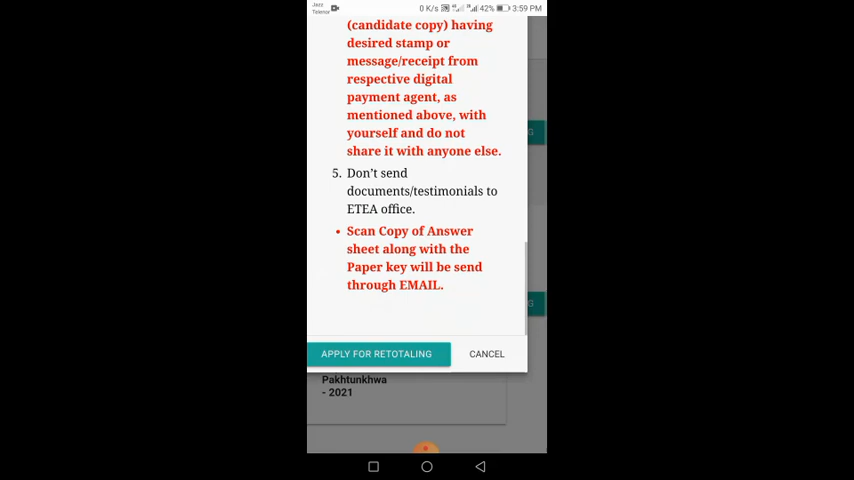 Jazz
Telenor
0 K/s 42% 3:59 PM
(candidate copy) having
desired stamp or
message/receipt from
respective digital
payment agent, as
mentioned above, with
yourself and do not
share it with anyone else.
5. Don't send
documents/testimonials to
ETEA office.
• Scan Copy of Answer
sheet along with the
Paper key will be send
through EMAIL.
G
G
APPLY FOR RETOTALING CANCEL
Pakhtunkhwa
- 2021